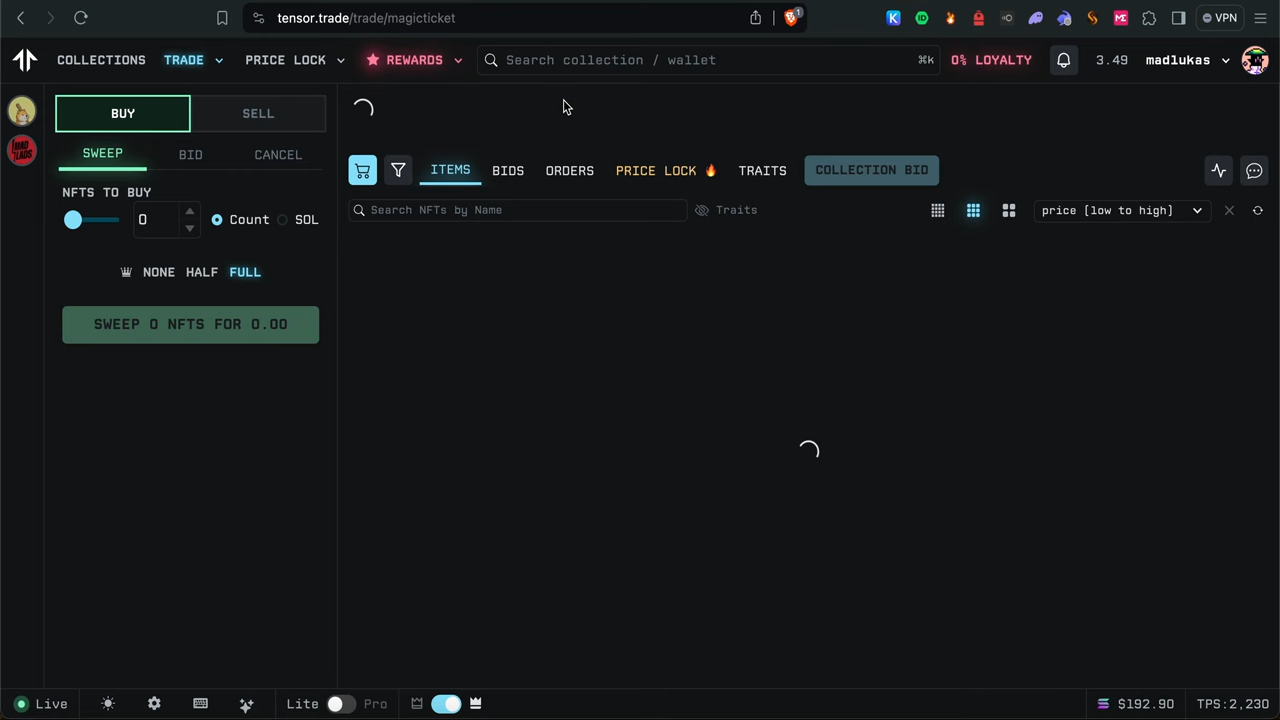 tensor.trade/trade/magicticket
1
VPN
COLLECTIONS TRADE PRICE LOCK REWARDS Search collection / wallet ⌘K 0% LOYALTY 3.49 madlukas
BUY SELL
SWEEP BID CANCEL
NFTS TO BUY
0 Count SOL
NONE HALF FULL
SWEEP 0 NFTS FOR 0.00
MAD LADS
ITEMS BIDS ORDERS PRICE LOCK 🔥 TRAITS COLLECTION BID
Search NFTs by Name Traits price [low to high]
Live Lite Pro $192.90 TPS:2,230